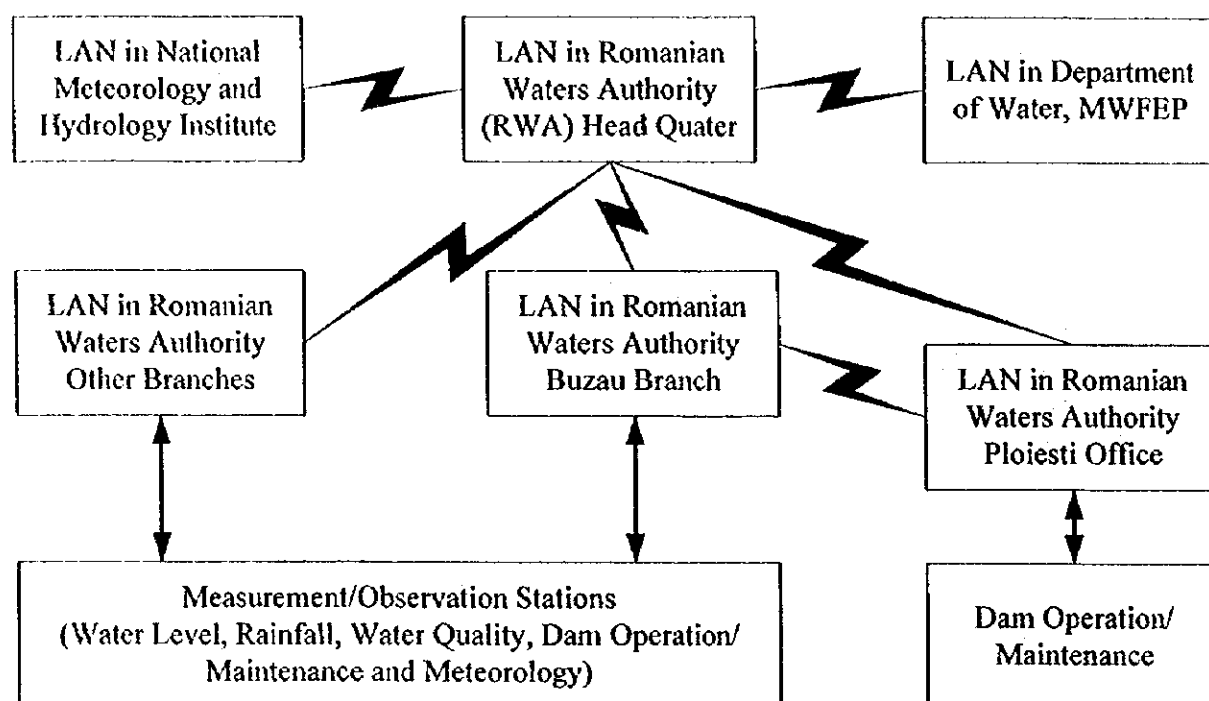 LAN in National
Meteorology and
Hydrology Institute
LAN in Romanian
Waters Authority
(RWA) Head Quater
LAN in Department
of Water, MWFEP
LAN in Romanian
Waters Authority
Other Branches
LAN in Romanian
Waters Authority
Buzau Branch
LAN in Romanian
Waters Authority
Ploiesti Office
Measurement/Observation Stations
(Water Level, Rainfall, Water Quality, Dam Operation/
Maintenance and Meteorology)
Dam Operation/
Maintenance